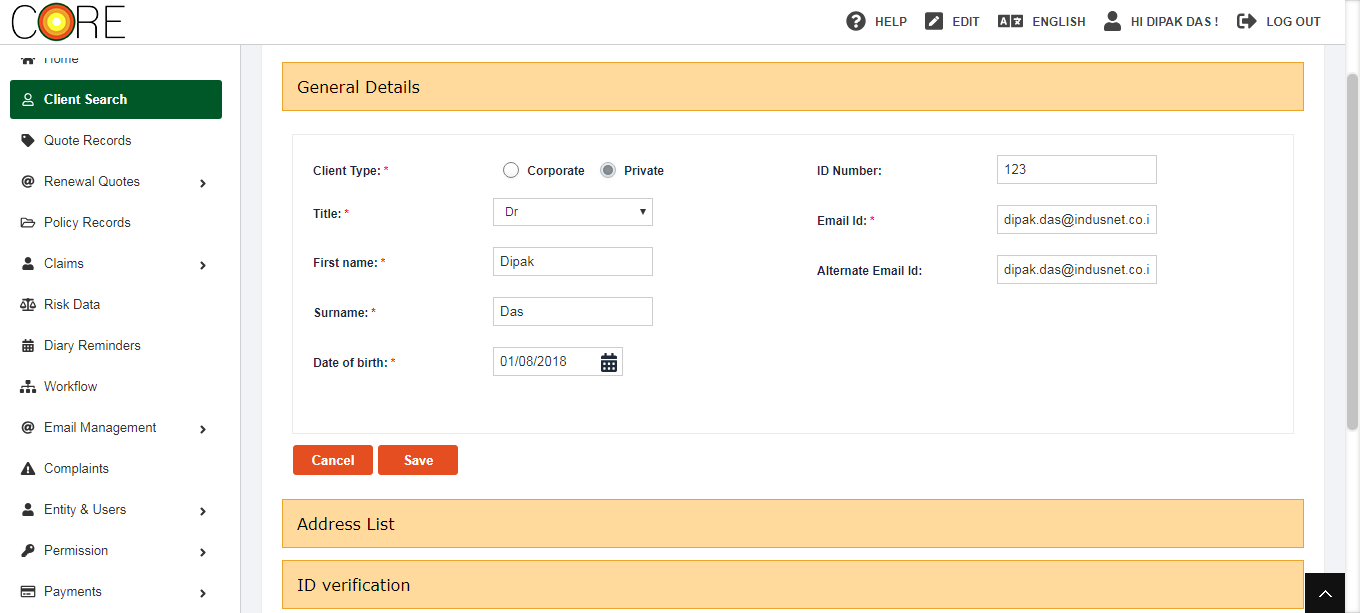 CORE
HELP
EDIT
ENGLISH
HI DIPAK DAS !
LOG OUT
Home
Client Search
Quote Records
Renewal Quotes
Policy Records
Claims
Risk Data
Diary Reminders
Workflow
Email Management
Complaints
Entity & Users
Permission
Payments
General Details
Client Type: *
Corporate
Private
Title: *
Dr
First name: *
Dipak
Surname: *
Das
Date of birth: *
01/08/2018
ID Number:
123
Email Id: *
dipak.das@indusnet.co.i
Alternate Email Id:
dipak.das@indusnet.co.i
Cancel
Save
Address List
ID verification